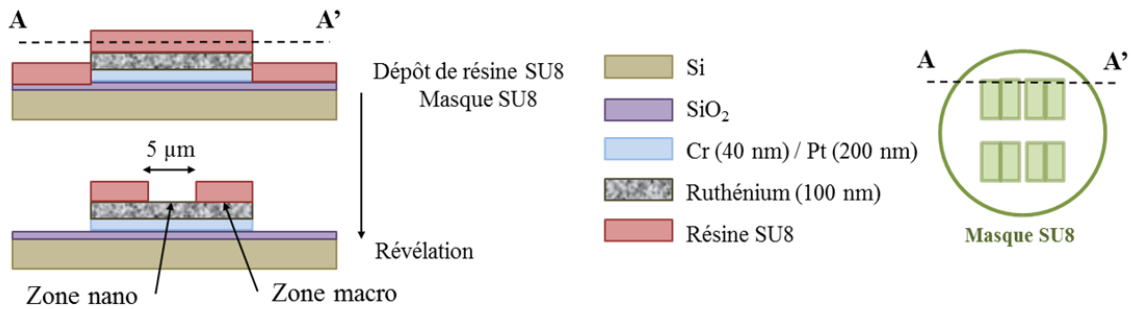 A
A'
Dépôt de résine SU8
Masque SU8
5 µm
Révélation
Zone nano
Zone macro
Si
SiO₂
Cr (40 nm) / Pt (200 nm)
Ruthénium (100 nm)
Résine SU8
A
A'
Masque SU8